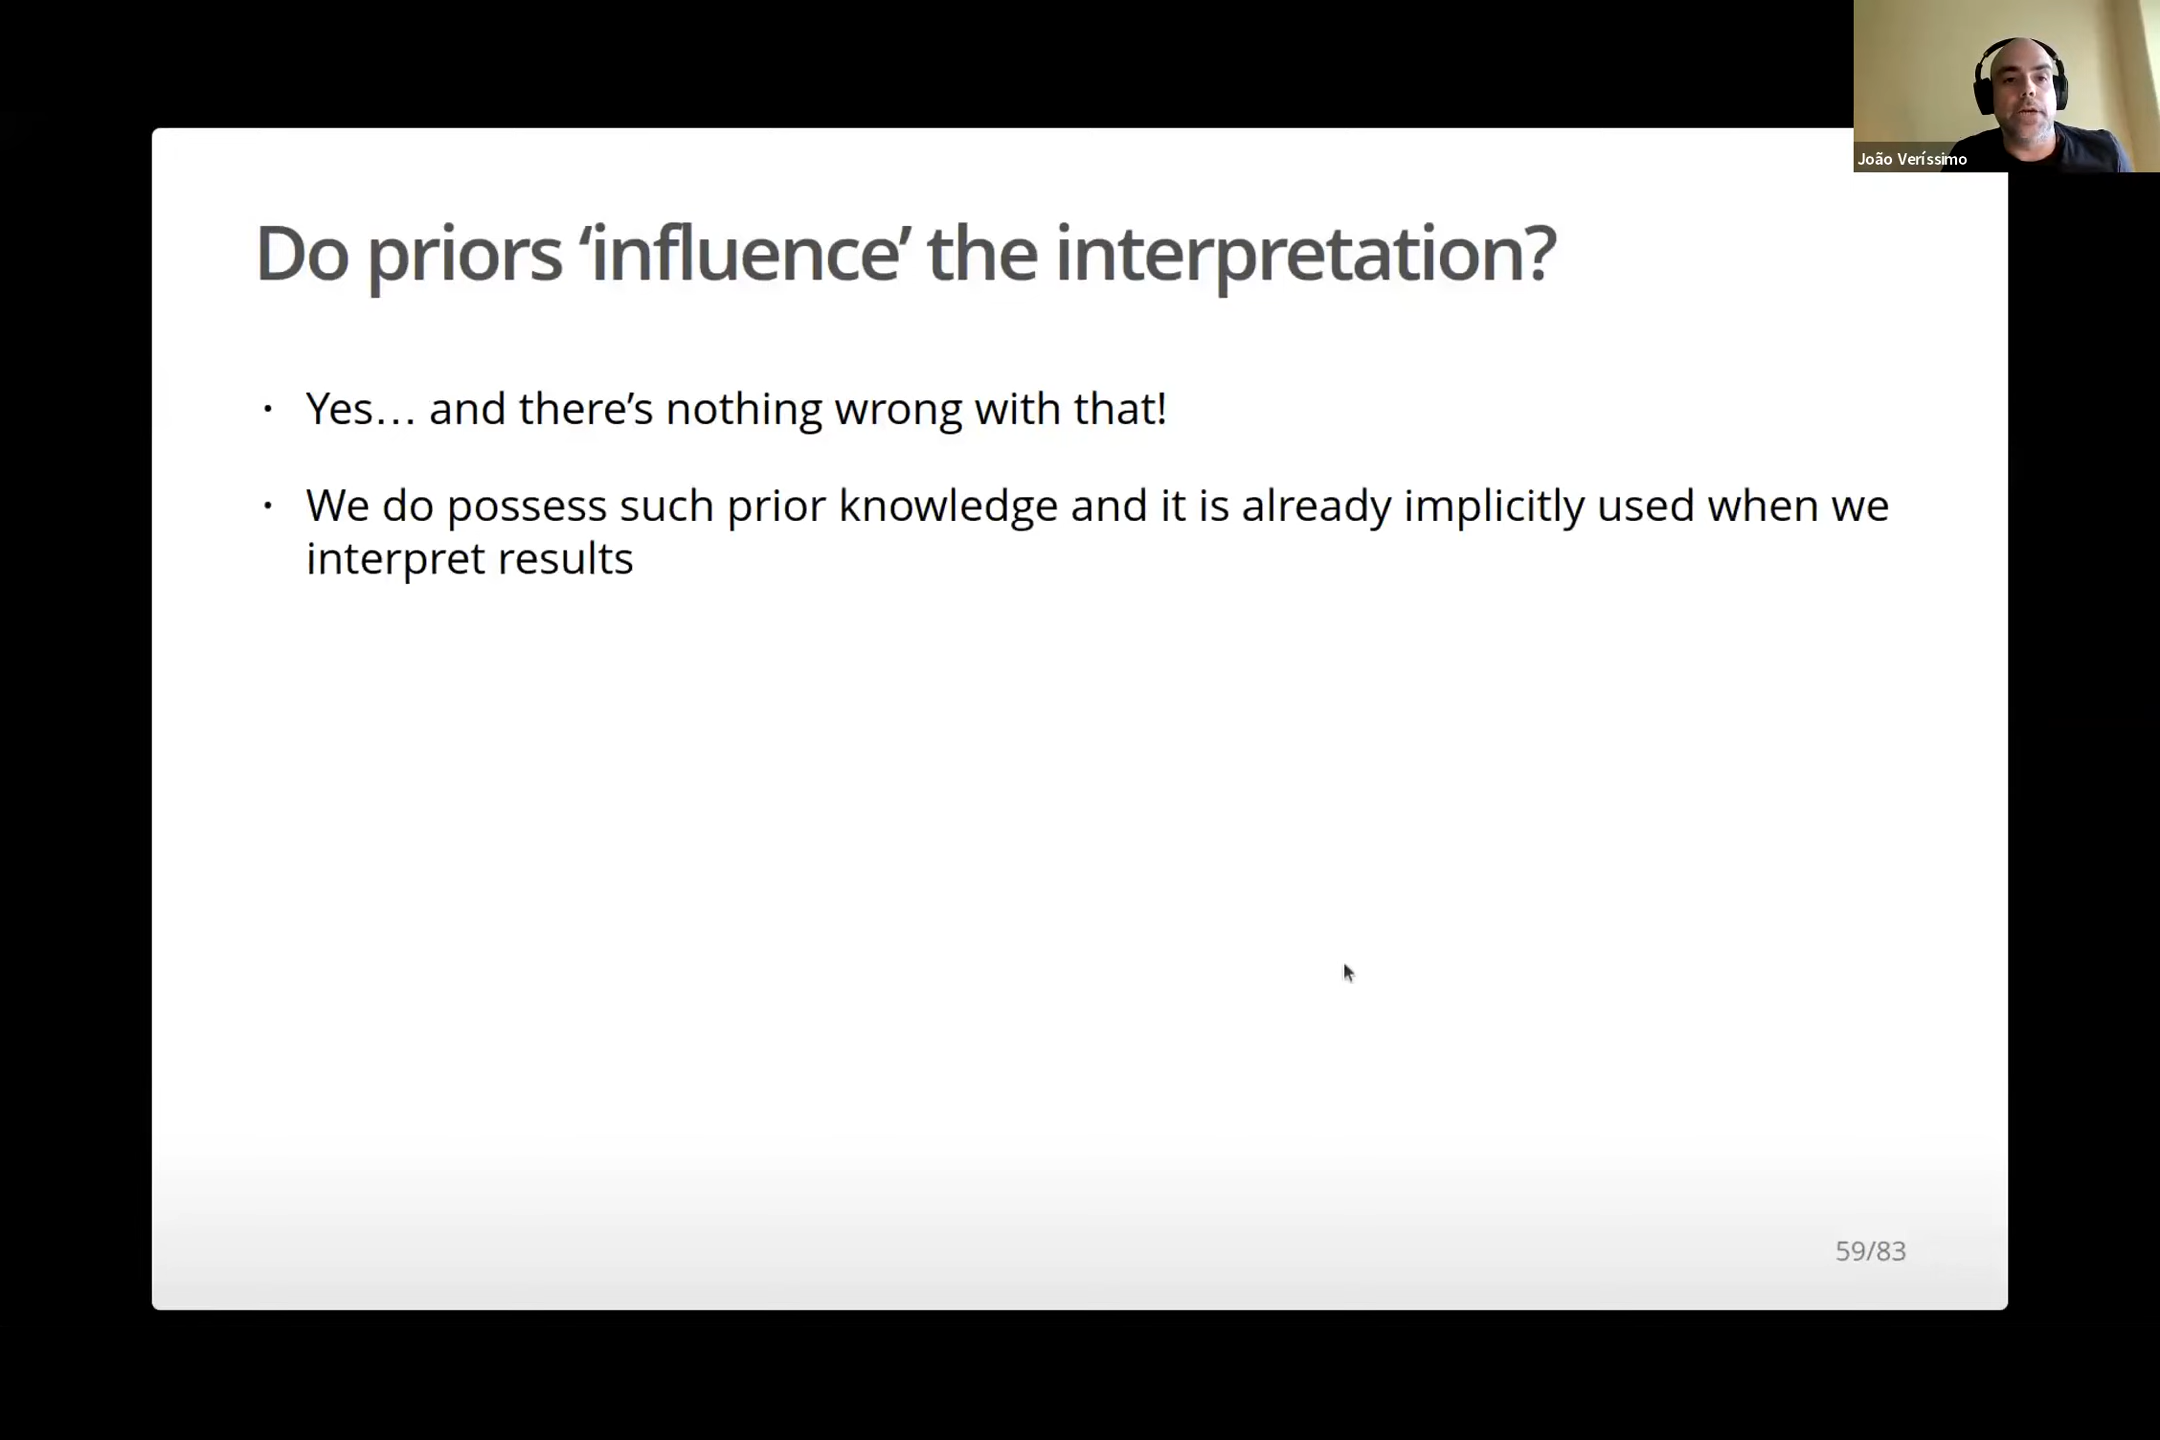 João Veríssimo
Do priors ‘influence’ the interpretation?
• Yes… and there’s nothing wrong with that!
• We do possess such prior knowledge and it is already implicitly used when we
interpret results
59/83